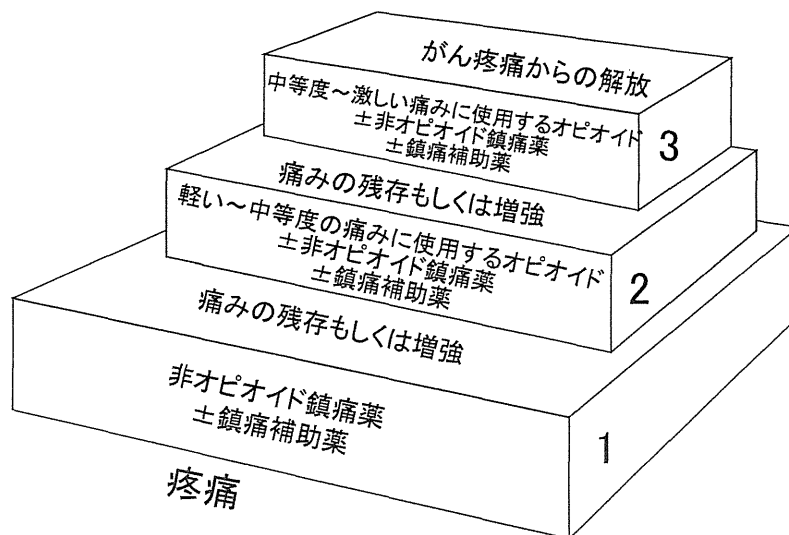 がん疼痛からの解放
中等度～激しい痛みに使用するオピオイド
±非オピオイド鎮痛薬
±鎮痛補助薬
3
痛みの残存もしくは増強
軽い～中等度の痛みに使用するオピオイド
±非オピオイド鎮痛薬
±鎮痛補助薬
2
痛みの残存もしくは増強
非オピオイド鎮痛薬
±鎮痛補助薬
1
疼痛